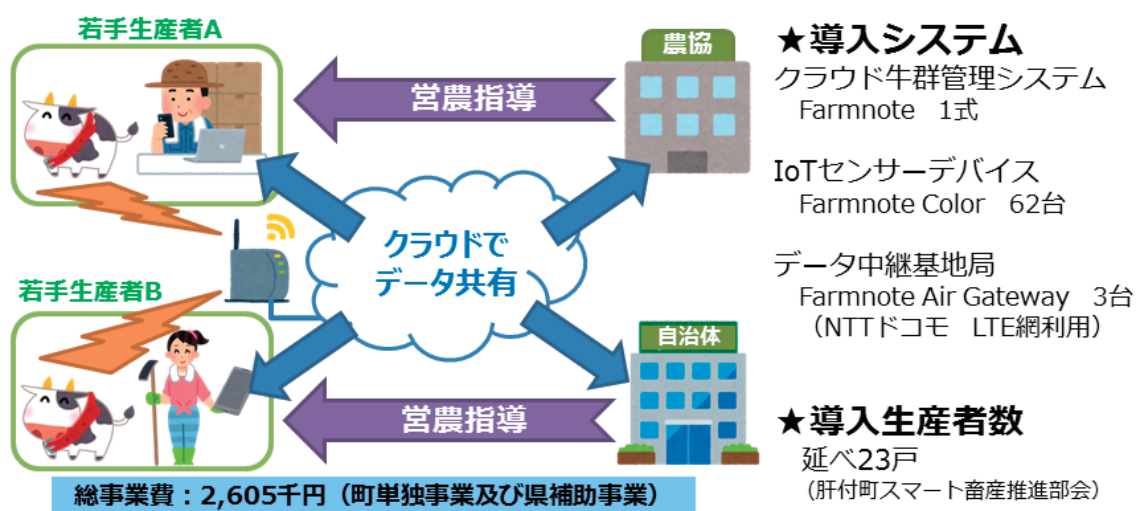 若手生産者A
農協
営農指導
クラウドで
データ共有
若手生産者B
自治体
営農指導
総事業費：2,605千円（町単独事業及び県補助事業）
★導入システム
クラウド牛群管理システム
Farmnote 1式
IoTセンサーデバイス
Farmnote Color 62台
データ中継基地局
Farmnote Air Gateway 3台
（NTTドコモ LTE網利用）
★導入生産者数
延べ23戸
（肝付町スマート畜産推進部会）